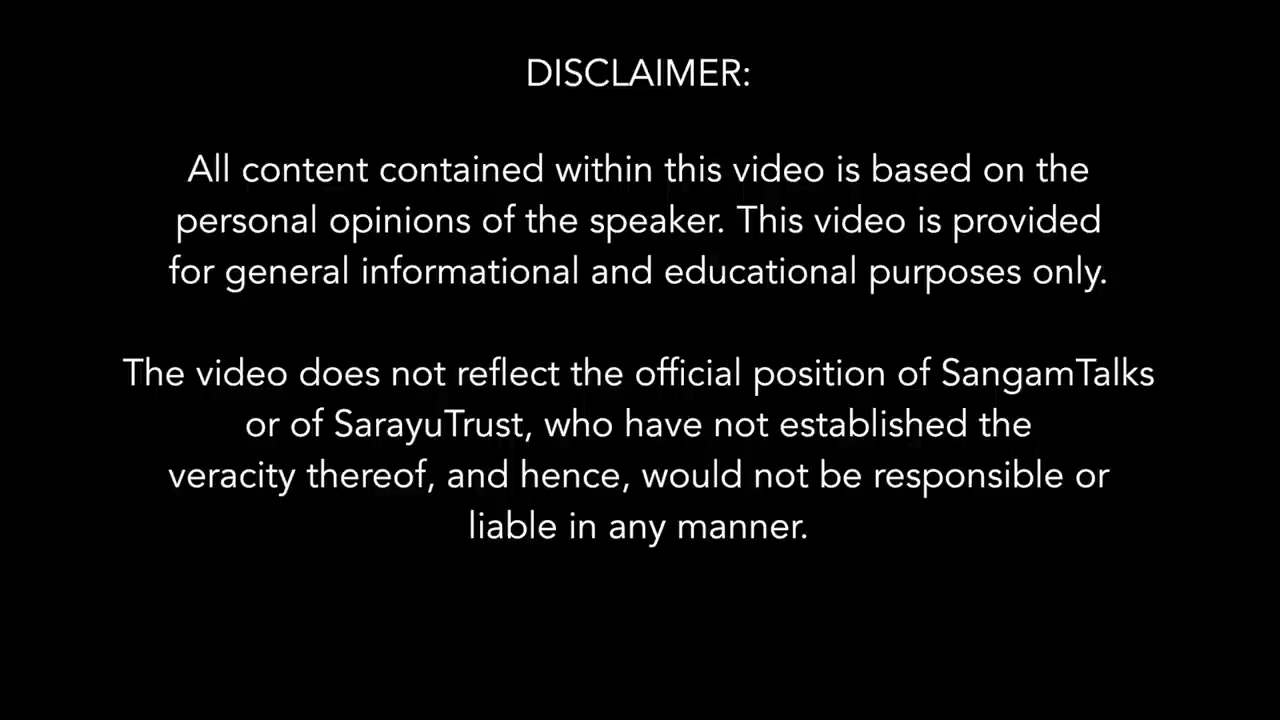 DISCLAIMER:
All content contained within this video is based on the
personal opinions of the speaker. This video is provided
for general informational and educational purposes only.
The video does not reflect the official position of SangamTalks
or of SarayuTrust, who have not established the
veracity thereof, and hence, would not be responsible or
liable in any manner.